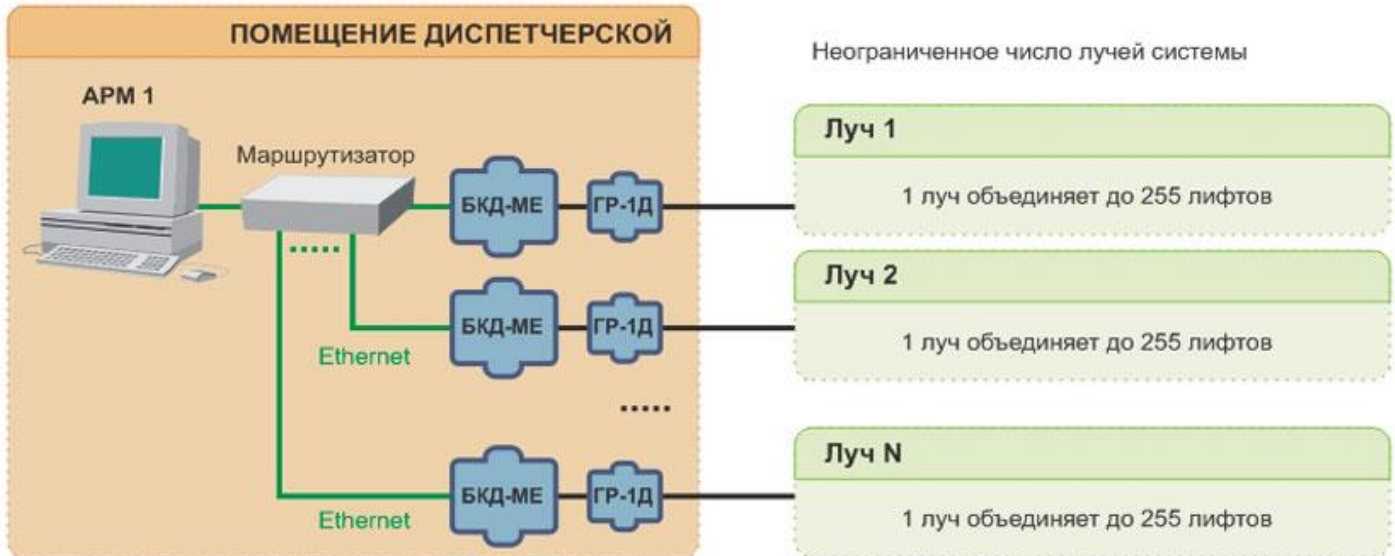 ПОМЕЩЕНИЕ ДИСПЕТЧЕРСКОЙ
АРМ 1
Маршрутизатор
БКД-МЕ
ГР-1Д
БКД-МЕ
ГР-1Д
Ethernet
БКД-МЕ
ГР-1Д
Ethernet
Неограниченное число лучей системы
Луч 1
1 луч объединяет до 255 лифтов
Луч 2
1 луч объединяет до 255 лифтов
Луч N
1 луч объединяет до 255 лифтов